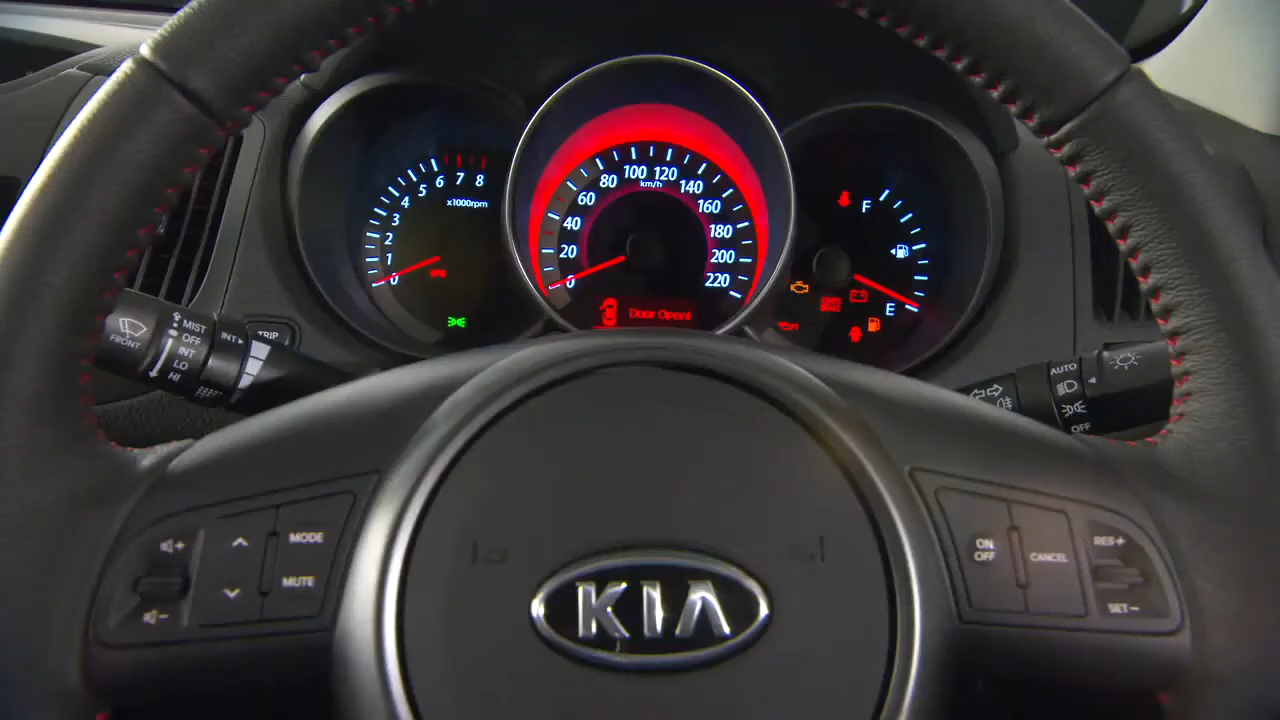 0
1
2
3
4
5
6
7
8
x1000rpm
EPS
0
20
40
60
80
100
120
140
160
180
200
220
km/h
Door Open!
F
E
FRONT
MIST
OFF
INT
LO
HI
INT
TRIP
AUTO
OFF
MODE
MUTE
ON
OFF
CANCEL
RES+
SET-
KIA